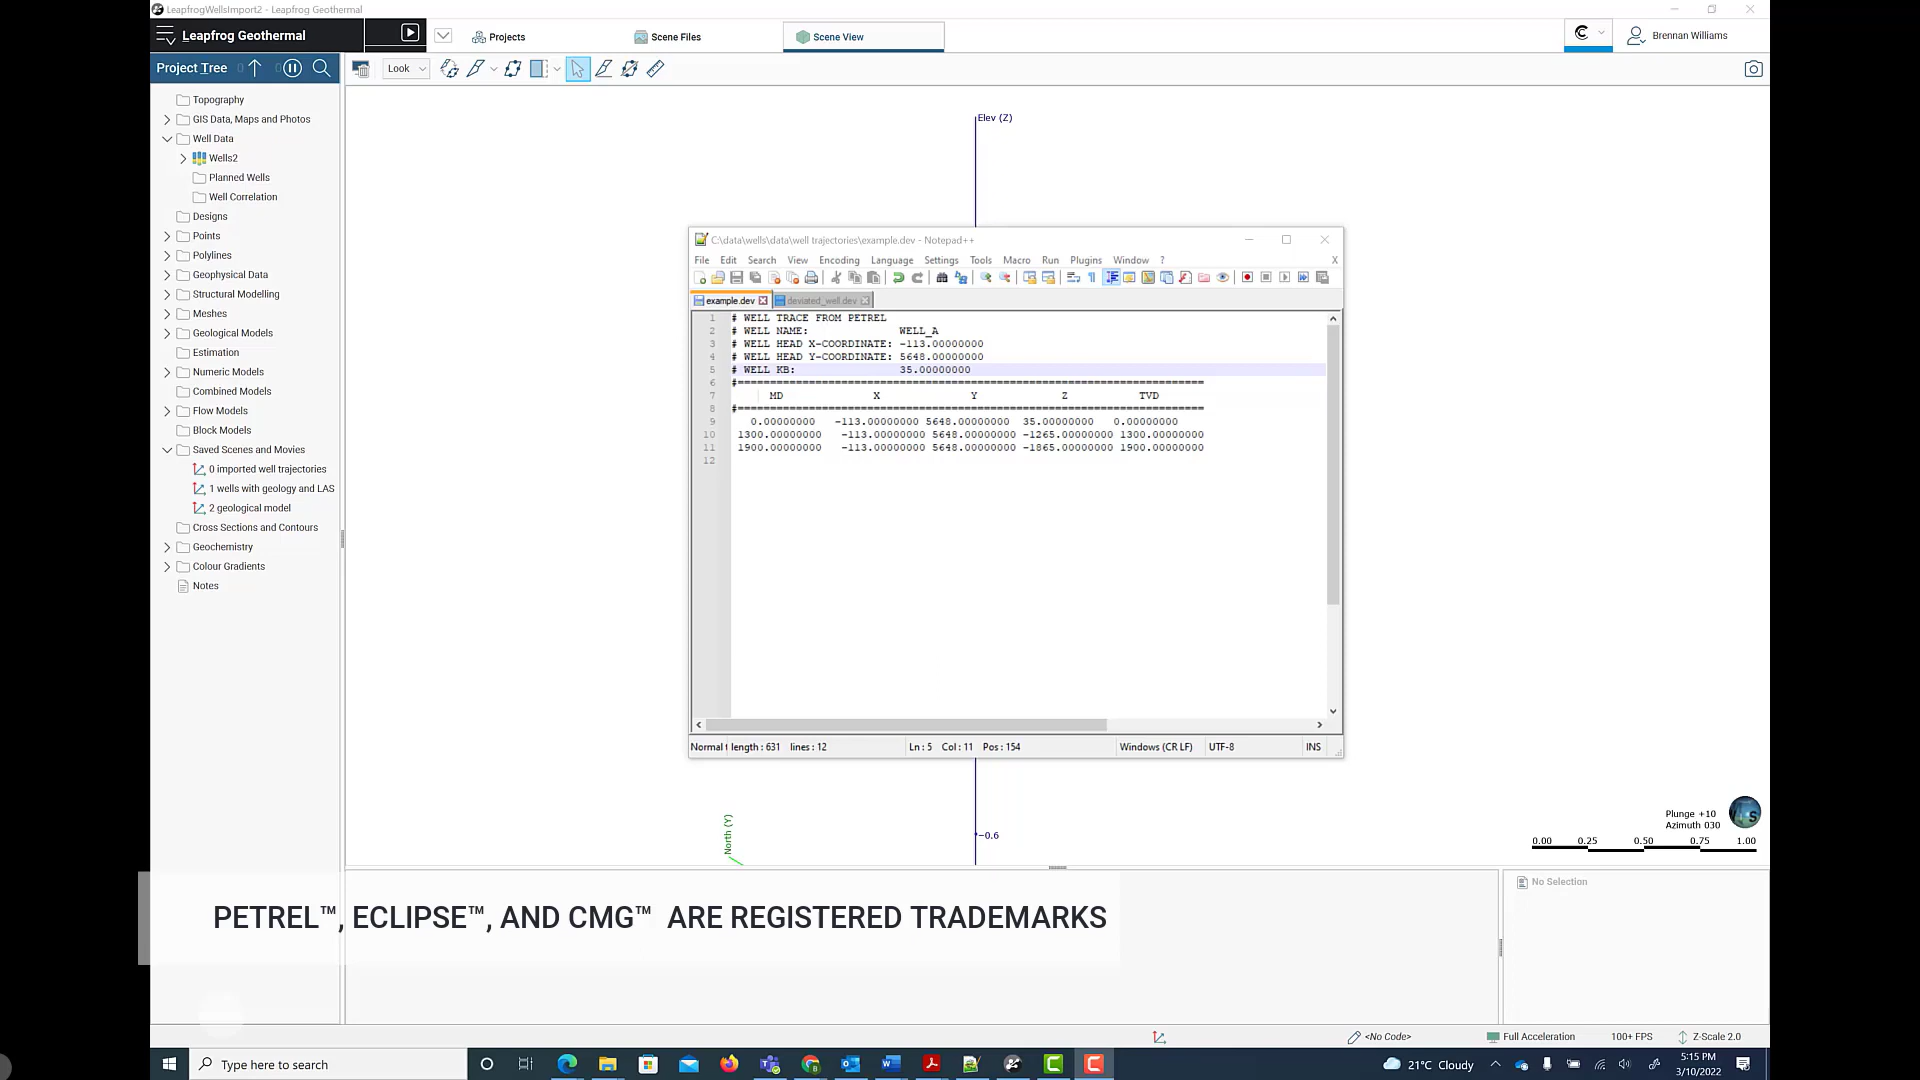 LeapfrogWellsImport2 - Leapfrog Geothermal
Leapfrog Geothermal
Projects
Scene Files
Scene View
Brennan Williams
Project Tree
Look
Topography
GIS Data, Maps and Photos
Well Data
Wells2
Planned Wells
Well Correlation
Designs
Points
Polylines
Geophysical Data
Structural Modelling
Meshes
Geological Models
Estimation
Numeric Models
Combined Models
Flow Models
Block Models
Saved Scenes and Movies
0 imported well trajectories
1 wells with geology and LAS
2 geological model
Cross Sections and Contours
Geochemistry
Colour Gradients
Notes
Elev (Z)
C:\data\wells\data\well trajectories\example.dev - Notepad++
File Edit Search View Encoding Language Settings Tools Macro Run Plugins Window ? X
example.dev deviated_well.dev
1 # WELL TRACE FROM PETREL
2 # WELL NAME: WELL_A
3 # WELL HEAD X-COORDINATE: -113.00000000
4 # WELL HEAD Y-COORDINATE: 5648.00000000
5 # WELL KB: 35.00000000
6 #==============================================================================
7 MD X Y Z TVD
8 #==============================================================================
9 0.00000000 -113.00000000 5648.00000000 35.00000000 0.00000000
10 1300.00000000 -113.00000000 5648.00000000 -1265.00000000 1300.00000000
11 1900.00000000 -113.00000000 5648.00000000 -1865.00000000 1900.00000000
12
Normal t length : 631 lines : 12 Ln : 5 Col : 11 Pos : 154 Windows (CR LF) UTF-8 INS
North (Y)
-0.6
Plunge +10
Azimuth 030
0.00 0.25 0.50 0.75 1.00
No Selection
PETREL™, ECLIPSE™, AND CMG™ ARE REGISTERED TRADEMARKS
<No Code>
Full Acceleration
100+ FPS
Z-Scale 2.0
Type here to search
21°C Cloudy
5:15 PM
3/10/2022